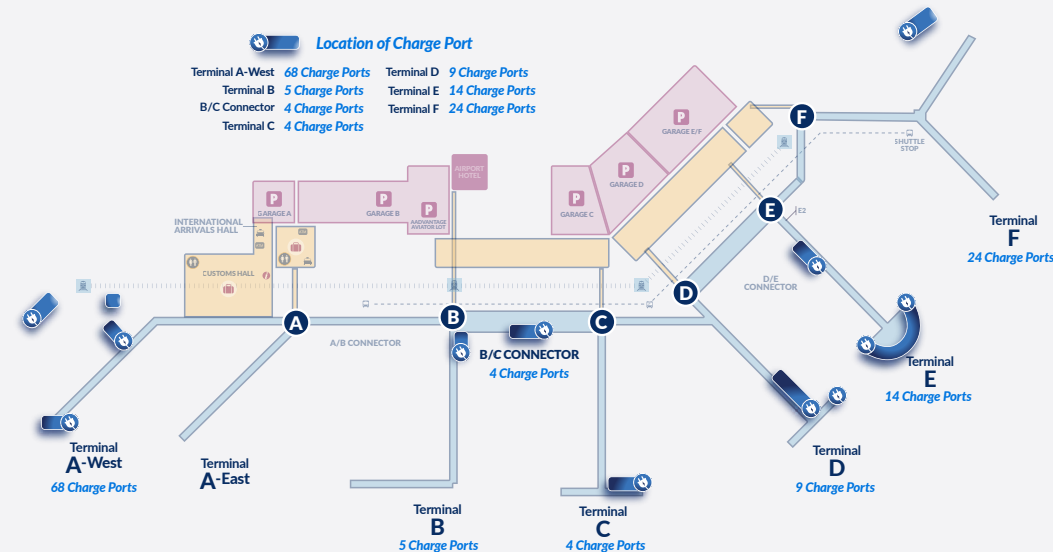 Location of Charge Port
Terminal A-West 68 Charge Ports
Terminal B 5 Charge Ports
B/C Connector 4 Charge Ports
Terminal C 4 Charge Ports
Terminal D 9 Charge Ports
Terminal E 14 Charge Ports
Terminal F 24 Charge Ports
P
GARAGE E/F
F
SHUTTLE
STOP
AIRPORT
HOTEL
P
GARAGE D
P
GARAGE A
P
GARAGE B
P
AADVANTAGE
AVIATOR LOT
P
GARAGE C
E
E2
INTERNATIONAL
ARRIVALS HALL
Terminal
F
24 Charge Ports
CUSTOMS HALL
D/E
CONNECTOR
D
A
B
C
A/B CONNECTOR
B/C CONNECTOR
4 Charge Ports
Terminal
E
14 Charge Ports
Terminal
A-West
68 Charge Ports
Terminal
A-East
Terminal
D
9 Charge Ports
Terminal
B
5 Charge Ports
Terminal
C
4 Charge Ports